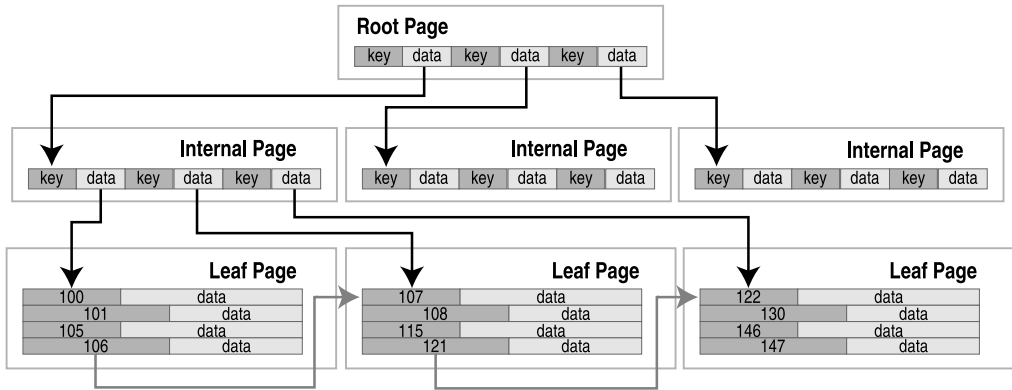 Root Page
key data key data key data
Internal Page
key data key data key data
Internal Page
key data key data key data
Internal Page
key data key data key data
Leaf Page
100 data
101 data
105 data
106 data
Leaf Page
107 data
108 data
115 data
121 data
Leaf Page
122 data
130 data
146 data
147 data